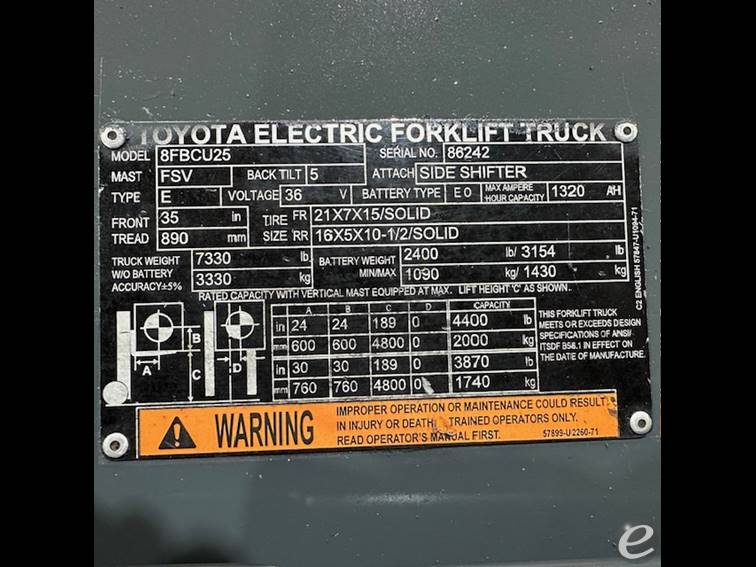 TOYOTA ELECTRIC FORKLIFT TRUCK
MODEL 8FBCU25 SERIAL NO. 86242
MAST FSV BACK TILT 5 ATTACH SIDE SHIFTER
TYPE E VOLTAGE 36 V BATTERY TYPE EO MAX AMPEIRE HOUR CAPACITY 1320 AH
FRONT TREAD 35 in 890 mm
TIRE SIZE FR 21X7X15/SOLID
RR 16X5X10-1/2/SOLID
TRUCK WEIGHT W/O BATTERY ACCURACY±5% 7330 lb 3330 kg
BATTERY WEIGHT MIN/MAX 2400 lb/ 3154 lb
1090 kg/ 1430 kg
RATED CAPACITY WITH VERTICAL MAST EQUIPPED AT MAX. LIFT HEIGHT 'C' AS SHOWN.
A B C D CAPACITY
in 24 24 189 0 4400 lb
mm 600 600 4800 0 2000 kg
in 30 30 189 0 3870 lb
mm 760 760 4800 0 1740 kg
A B C D
THIS FORKLIFT TRUCK
MEETS OR EXCEEDS DESIGN
SPECIFICATIONS OF ANSI/
ITSDF B56.1 IN EFFECT ON
THE DATE OF MANUFACTURE.
C2 ENGLISH 57847-U1094-71
WARNING
IMPROPER OPERATION OR MAINTENANCE COULD RESULT
IN INJURY OR DEATH. TRAINED OPERATORS ONLY.
READ OPERATOR'S MANUAL FIRST. 57899-U2260-71
e